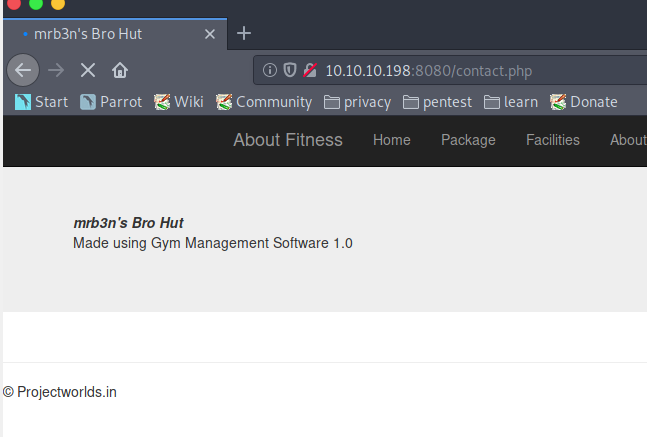 mrb3n's Bro Hut
10.10.10.198:8080/contact.php
Start Parrot Wiki Community privacy pentest learn Donate
About Fitness Home Package Facilities About
mrb3n's Bro Hut
Made using Gym Management Software 1.0
© Projectworlds.in